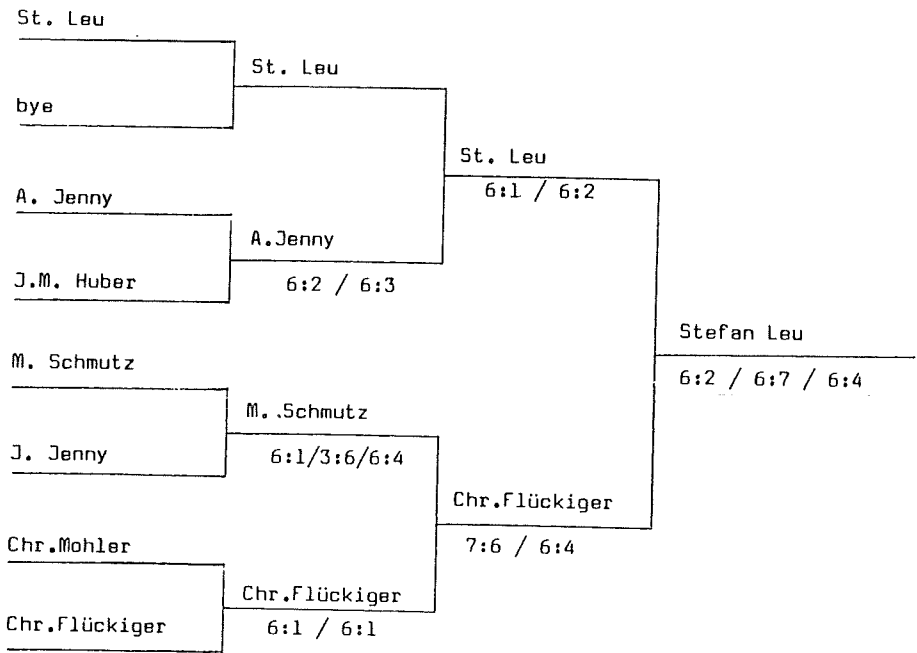 St. Leu
St. Leu
bye
St. Leu
6:1 / 6:2
A. Jenny
A.Jenny
J.M. Huber
6:2 / 6:3
Stefan Leu
6:2 / 6:7 / 6:4
M. Schmutz
M. Schmutz
J. Jenny
6:1/3:6/6:4
Chr.Flückiger
7:6 / 6:4
Chr.Mohler
Chr.Flückiger
Chr.Flückiger
6:1 / 6:1